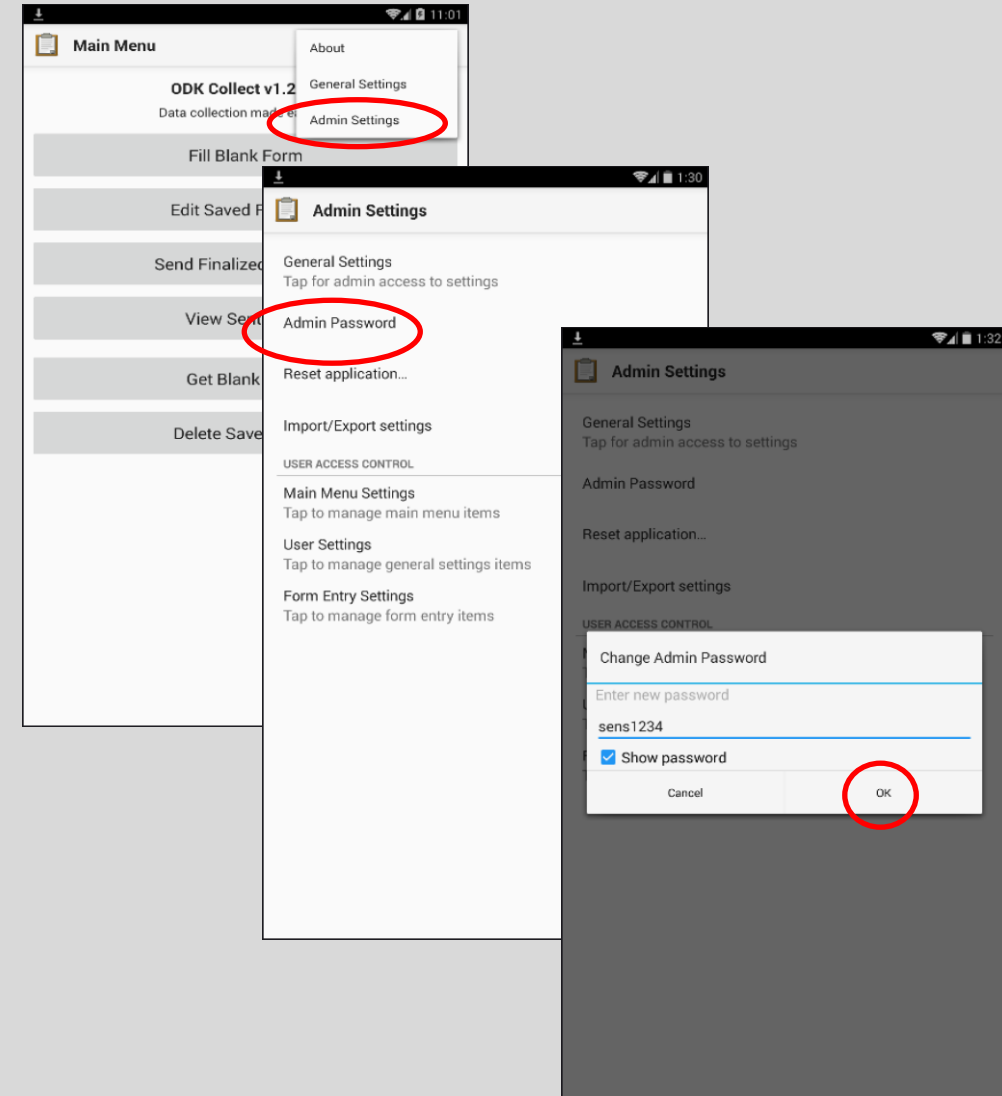 11:01
Main Menu
About
General Settings
Admin Settings
ODK Collect v1.2
Data collection made
Fill Blank Form
Edit Saved F
Send Finalized
View Sent
Get Blank
Delete Save
1:30
Admin Settings
General Settings
Tap for admin access to settings
Admin Password
Reset application...
Import/Export settings
USER ACCESS CONTROL
Main Menu Settings
Tap to manage main menu items
User Settings
Tap to manage general settings items
Form Entry Settings
Tap to manage form entry items
1:32
Admin Settings
General Settings
Tap for admin access to settings
Admin Password
Reset application...
Import/Export settings
USER ACCESS CONTROL
Change Admin Password
Enter new password
sens1234
Show password
Cancel
OK